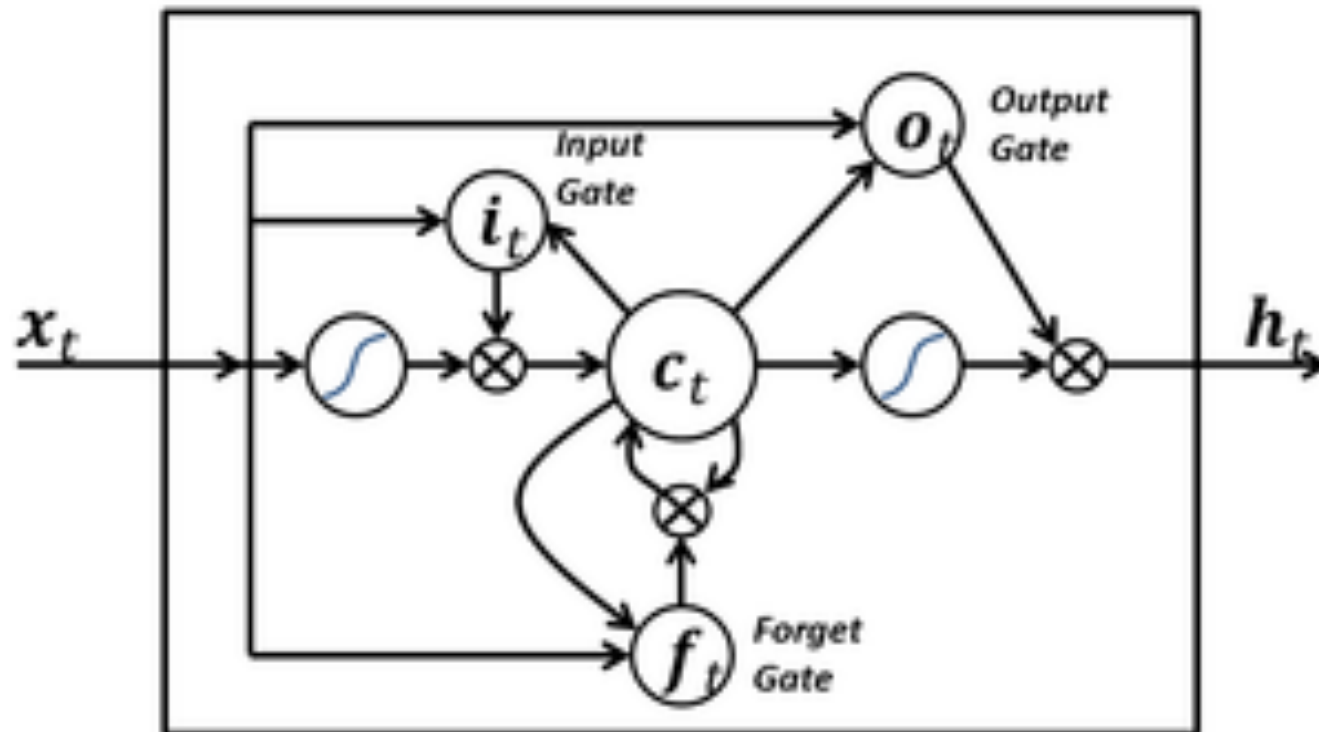 Output
Gate
o_t
Input
Gate
i_t
x_t
c_t
h_t
Forget
Gate
f_t